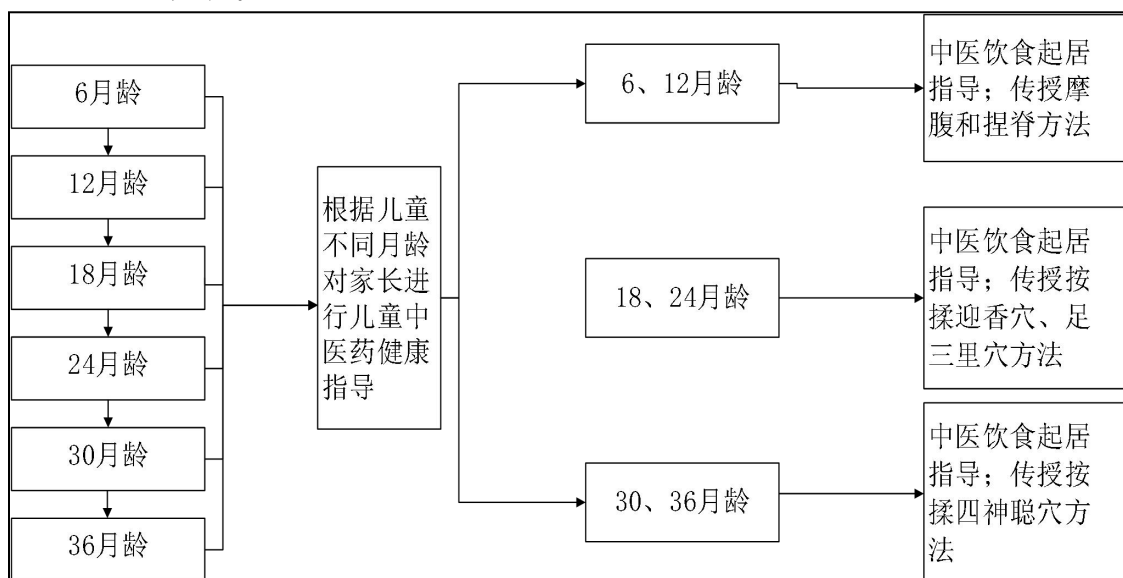 6月龄
12月龄
18月龄
24月龄
30月龄
36月龄
根据儿童
不同月龄
对家长进
行儿童中
医药健康
指导
6、12月龄
18、24月龄
30、36月龄
中医饮食起居
指导；传授摩
腹和捏脊方法
中医饮食起居
指导；传授按
揉迎香穴、足
三里穴方法
中医饮食起居
指导；传授按
揉四神聪穴方
法